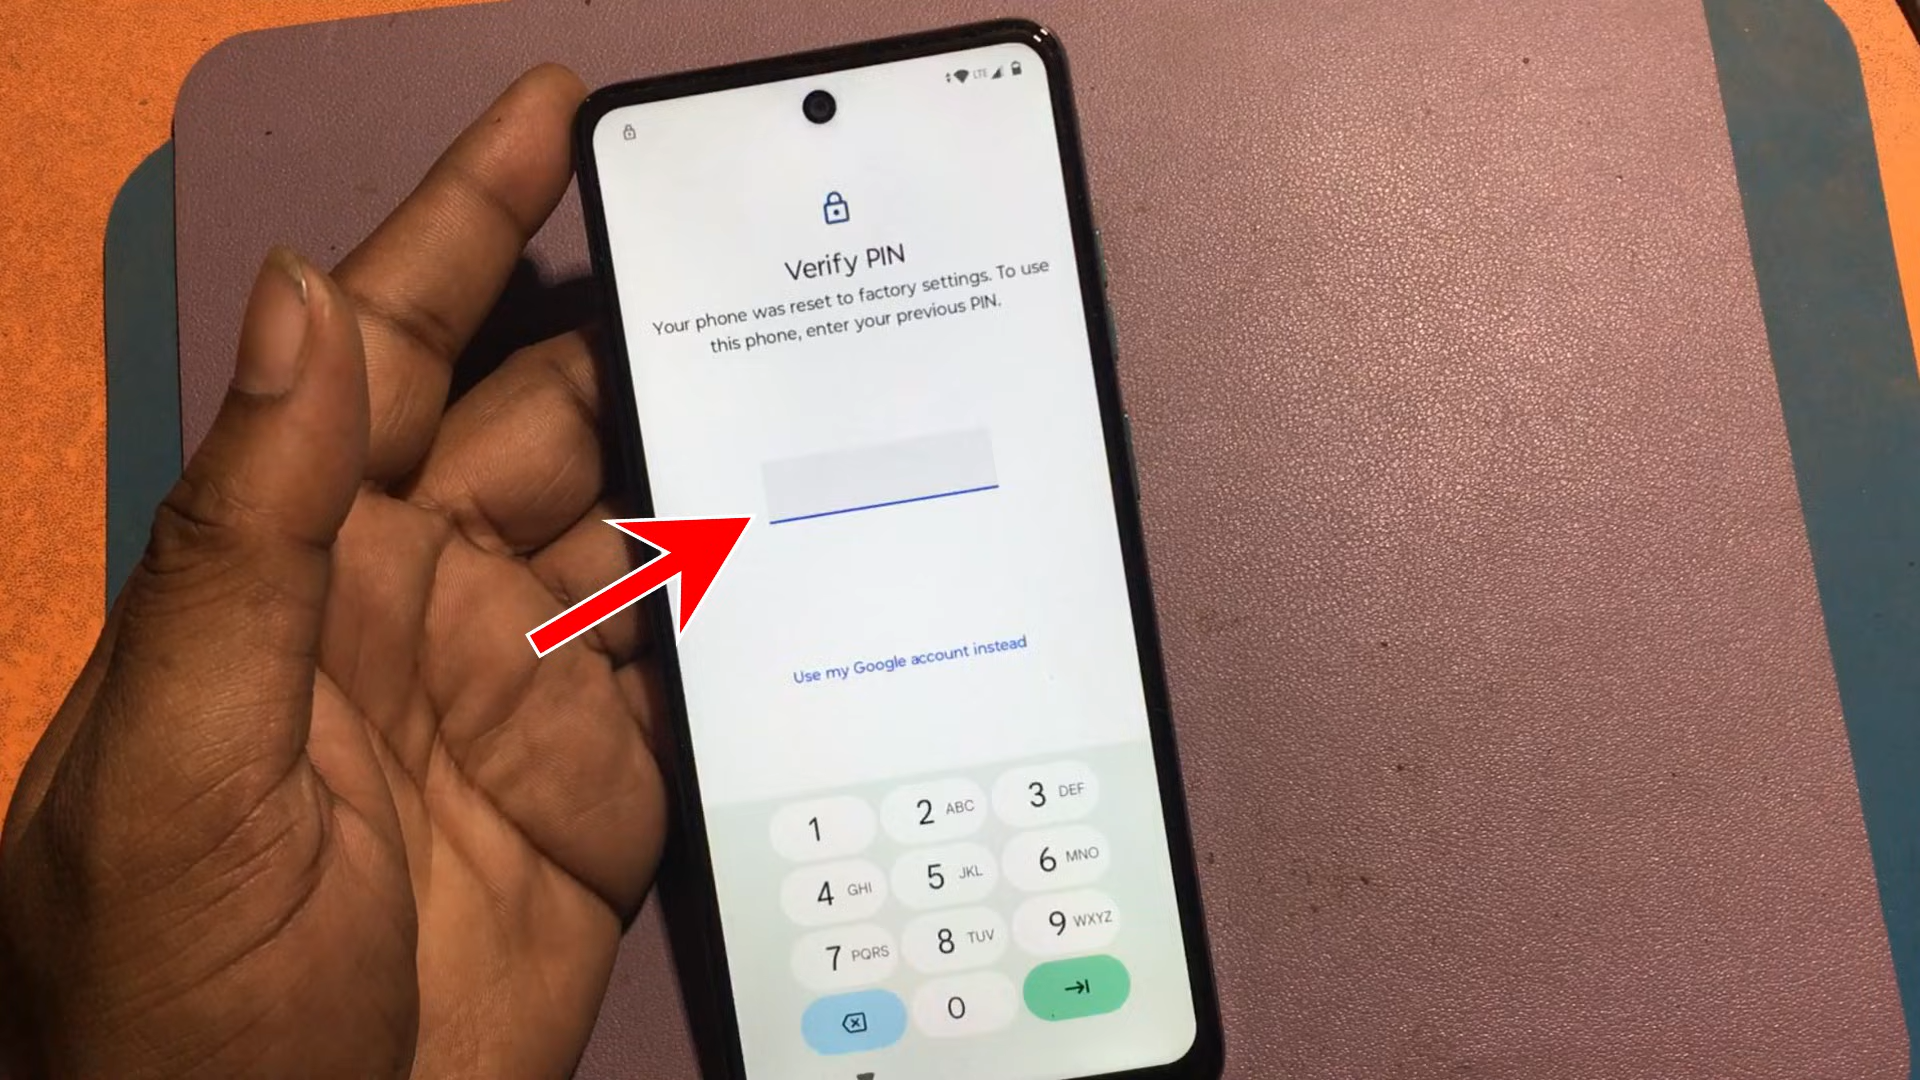 LTE
Verify PIN
Your phone was reset to factory settings. To use
this phone, enter your previous PIN.
Use my Google account instead
1
2 ABC
3 DEF
4 GHI
5 JKL
6 MNO
7 PQRS
8 TUV
9 WXYZ
0